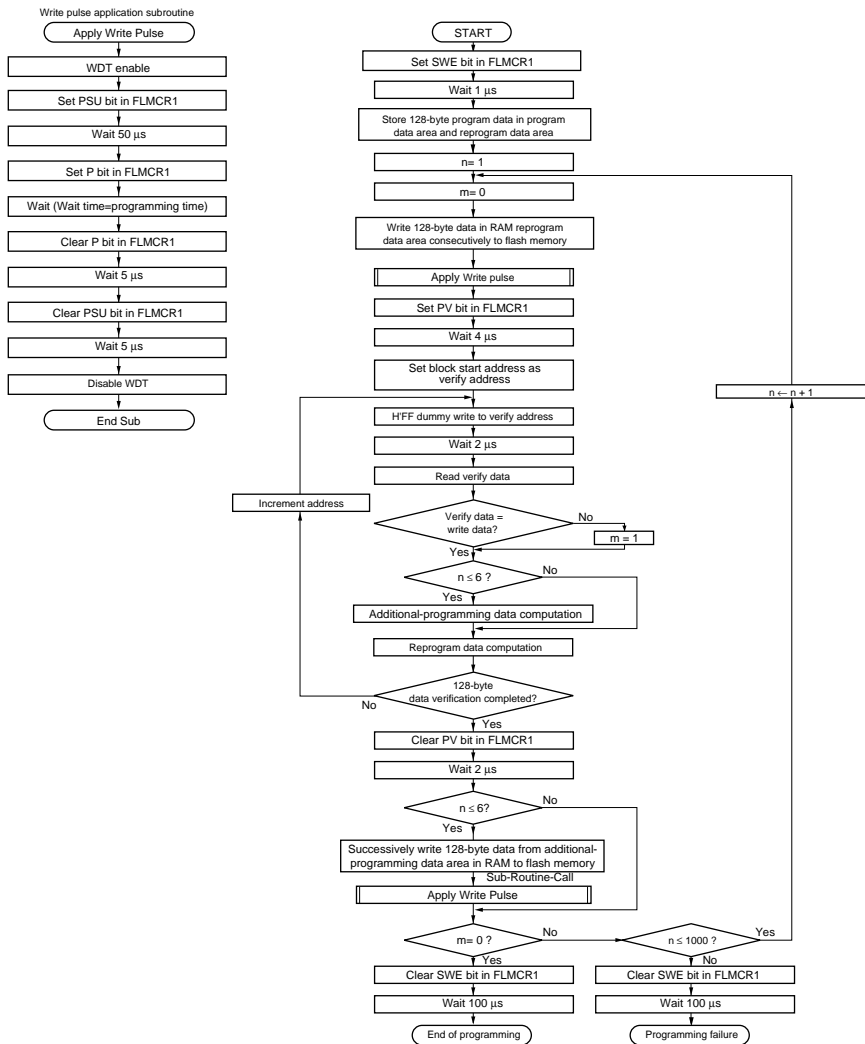 Write pulse application subroutine
Apply Write Pulse
WDT enable
Set PSU bit in FLMCR1
Wait 50 μs
Set P bit in FLMCR1
Wait (Wait time=programming time)
Clear P bit in FLMCR1
Wait 5 μs
Clear PSU bit in FLMCR1
Wait 5 μs
Disable WDT
End Sub
START
Set SWE bit in FLMCR1
Wait 1 μs
Store 128-byte program data in program
data area and reprogram data area
n= 1
m= 0
Write 128-byte data in RAM reprogram
data area consecutively to flash memory
Apply Write pulse
Set PV bit in FLMCR1
Wait 4 μs
Set block start address as
verify address
n ← n + 1
H'FF dummy write to verify address
Wait 2 μs
Read verify data
Increment address
Verify data =
write data?
No
m = 1
Yes
n ≤ 6 ?
No
Yes
Additional-programming data computation
Reprogram data computation
128-byte
data verification completed?
No
Yes
Clear PV bit in FLMCR1
Wait 2 μs
n ≤ 6?
No
Yes
Successively write 128-byte data from additional-
programming data area in RAM to flash memory
Sub-Routine-Call
Apply Write Pulse
m= 0 ?
No
n ≤ 1000 ?
Yes
Yes
No
Clear SWE bit in FLMCR1
Clear SWE bit in FLMCR1
Wait 100 μs
Wait 100 μs
End of programming
Programming failure